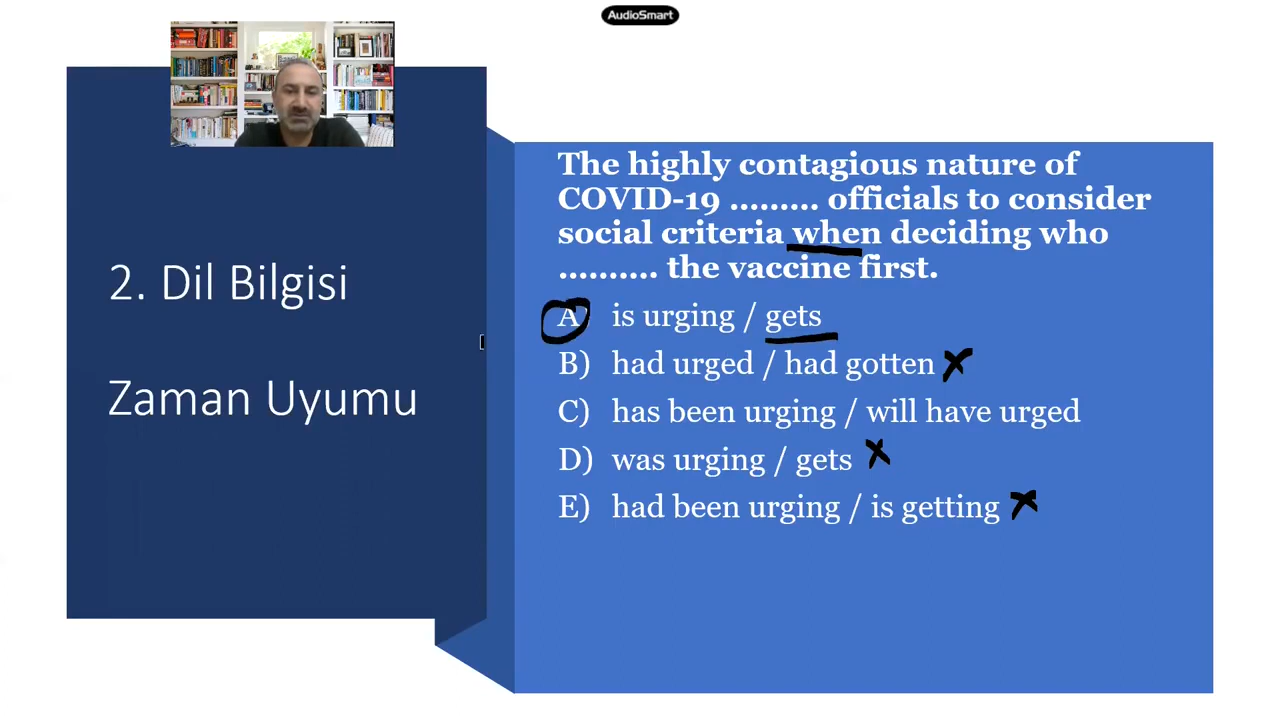 AudioSmart
2. Dil Bilgisi
Zaman Uyumu
The highly contagious nature of
COVID-19 ......... officials to consider
social criteria when deciding who
.......... the vaccine first.
A) is urging / gets
B) had urged / had gotten
C) has been urging / will have urged
D) was urging / gets
E) had been urging / is getting